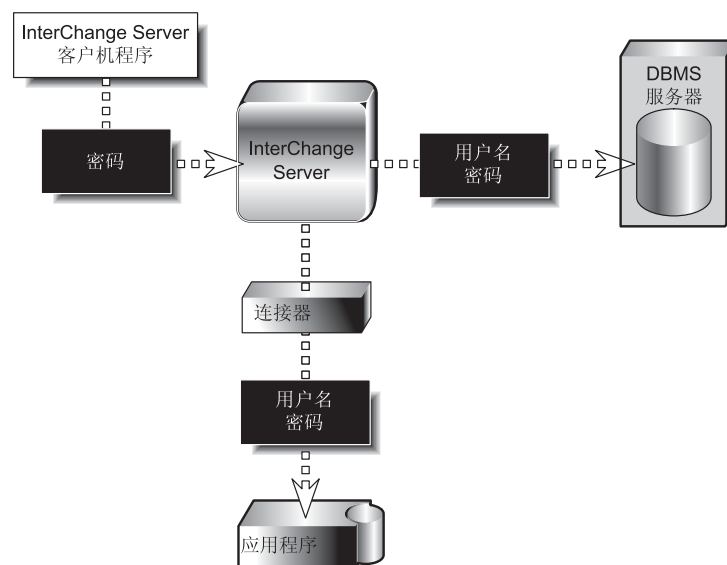 InterChange Server
客户机程序
密码
InterChange
Server
用户名
密码
DBMS
服务器
连接器
用户名
密码
应用程序